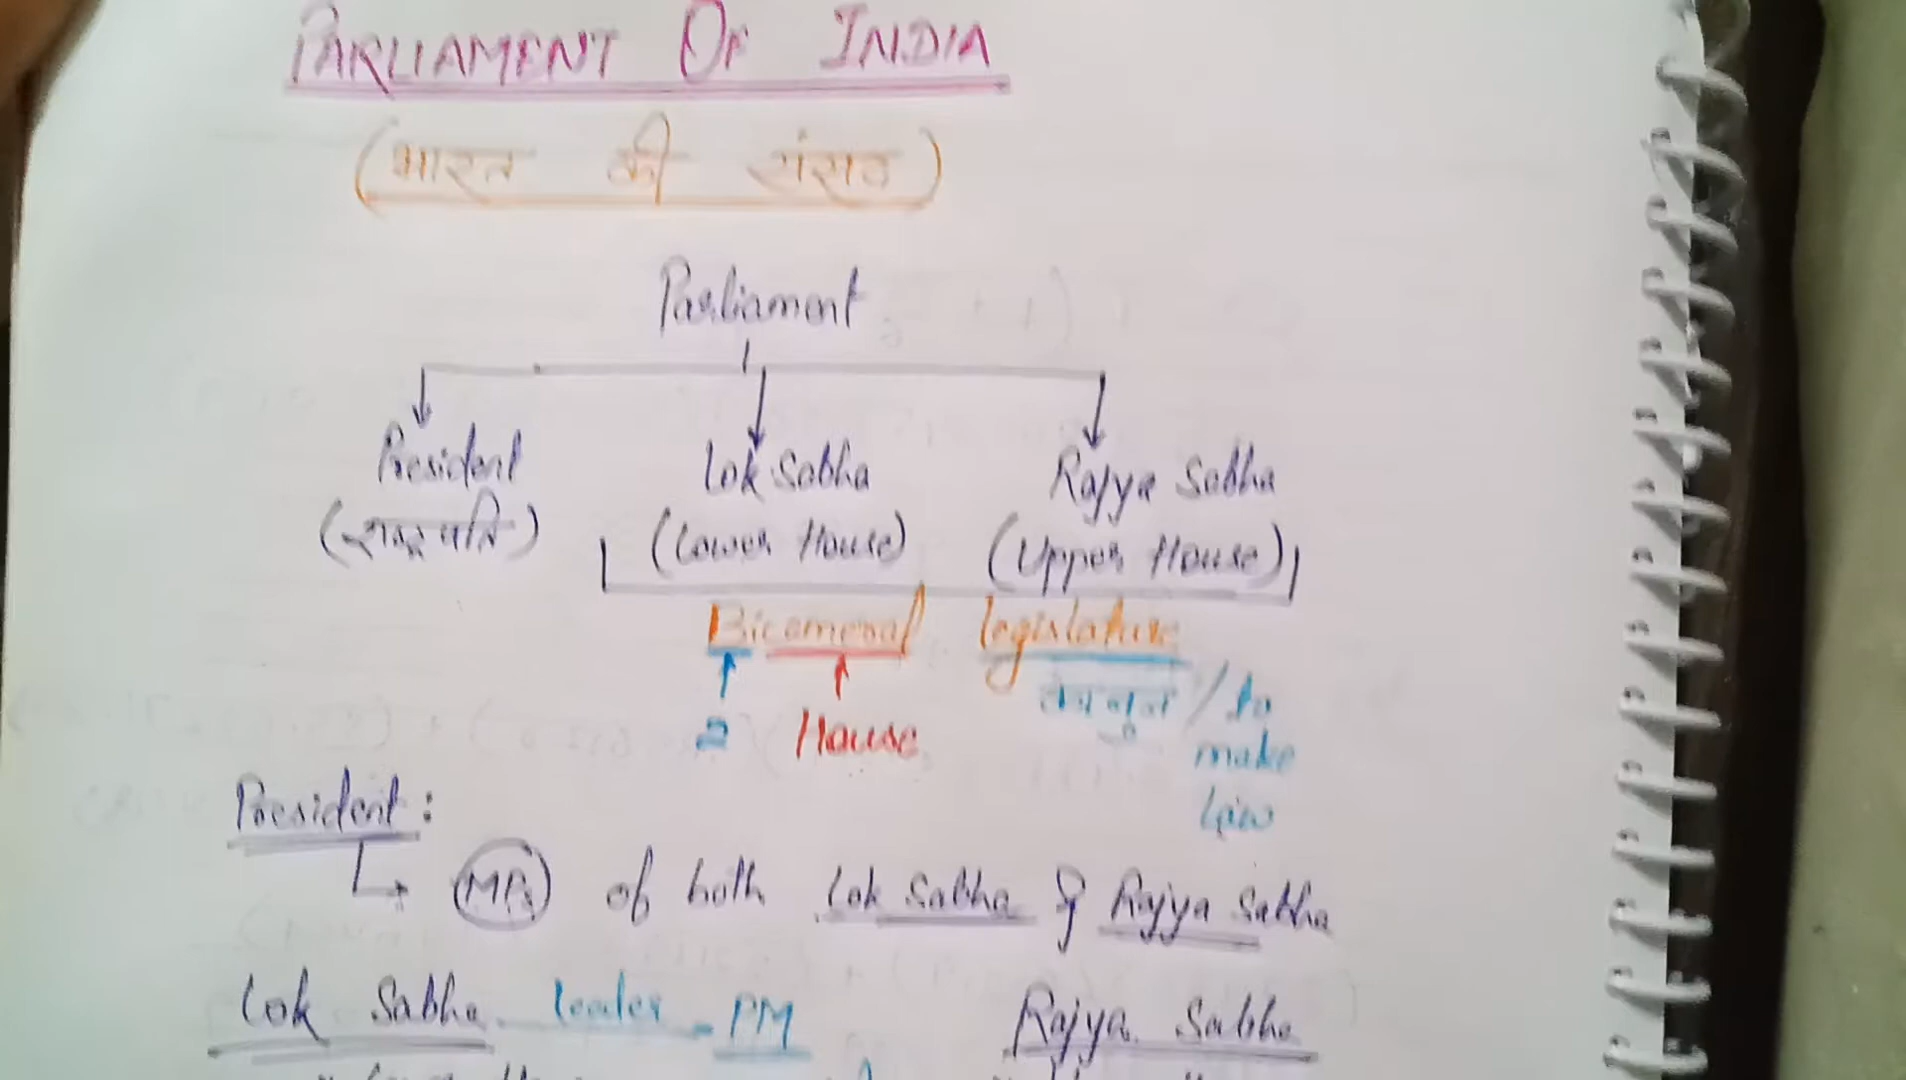 PARLIAMENT OF INDIA
(भारत की संसद)
Parliament
President Lok Sabha Rajya Sabha
(राष्ट्रपति) (Lower House) (Upper House)
Bicameral legislature
2 House कानून / to make law
President:
MPs of both Lok Sabha & Rajya Sabha
Lok Sabha leader - PM Rajya Sabha